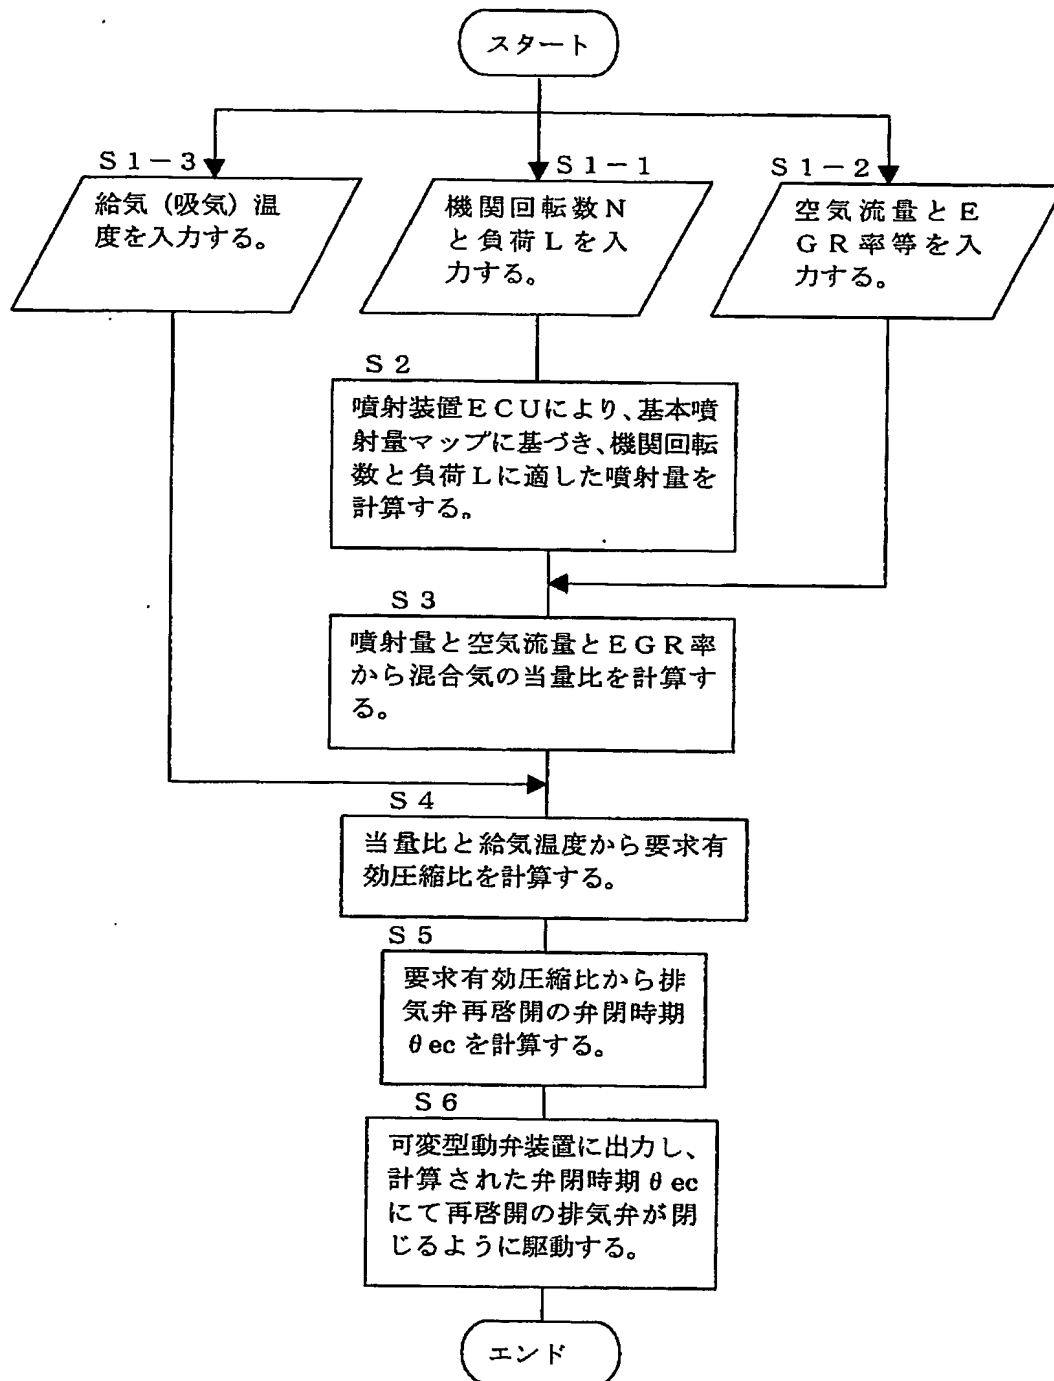 スタート
S1-3
給気（吸気）温
度を入力する。
S1-1
機関回転数N
と負荷Lを入
力する。
S1-2
空気流量とE
GR率等を入
力する。
S2
噴射装置ECUにより、基本噴
射量マップに基づき、機関回転
数と負荷Lに適した噴射量を
計算する。
S3
噴射量と空気流量とEGR率
から混合気の当量比を計算す
る。
S4
当量比と給気温度から要求有
効圧縮比を計算する。
S5
要求有効圧縮比から排
気弁再啓開の弁閉時期
θecを計算する。
S6
可変型動弁装置に出力し、
計算された弁閉時期θec
にて再啓開の排気弁が閉
じるように駆動する。
エンド